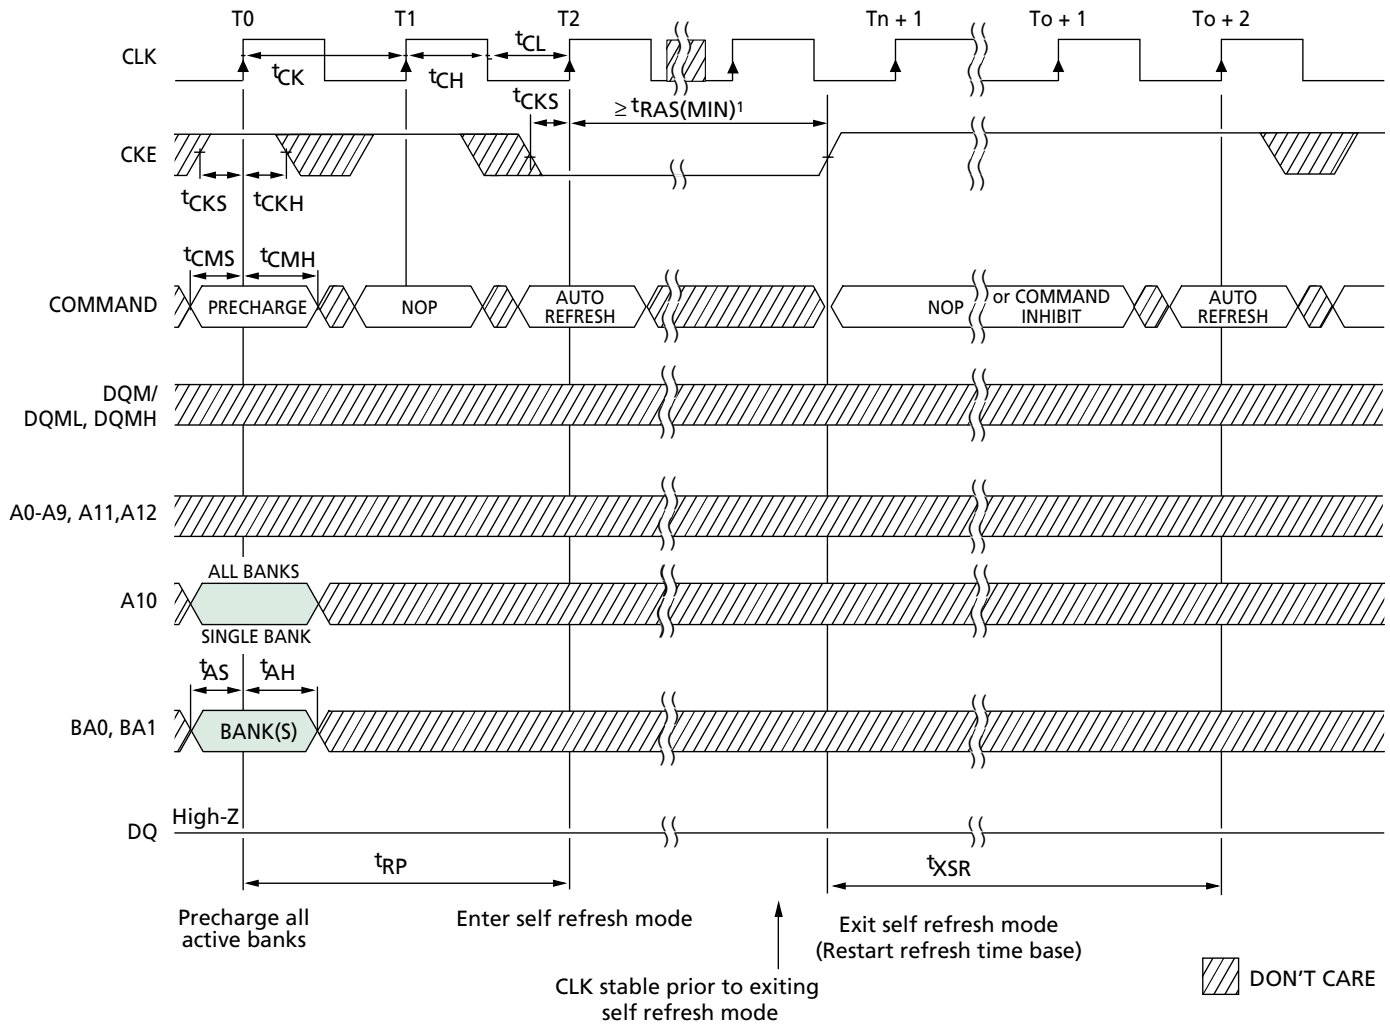 T0 T1 T2 Tn + 1 To + 1 To + 2
CLK
tCK tCH tCL
tCKS ≥ tRAS(MIN)1
CKE
tCKS tCKH
tCMS tCMH
COMMAND PRECHARGE NOP AUTO REFRESH NOP or COMMAND INHIBIT AUTO REFRESH
DQM/
DQML, DQMH
A0-A9, A11,A12
ALL BANKS
A10
SINGLE BANK
tAS tAH
BA0, BA1 BANK(S)
High-Z
DQ
tRP tXSR
Precharge all
active banks
Enter self refresh mode
Exit self refresh mode
(Restart refresh time base)
CLK stable prior to exiting
self refresh mode
DON'T CARE